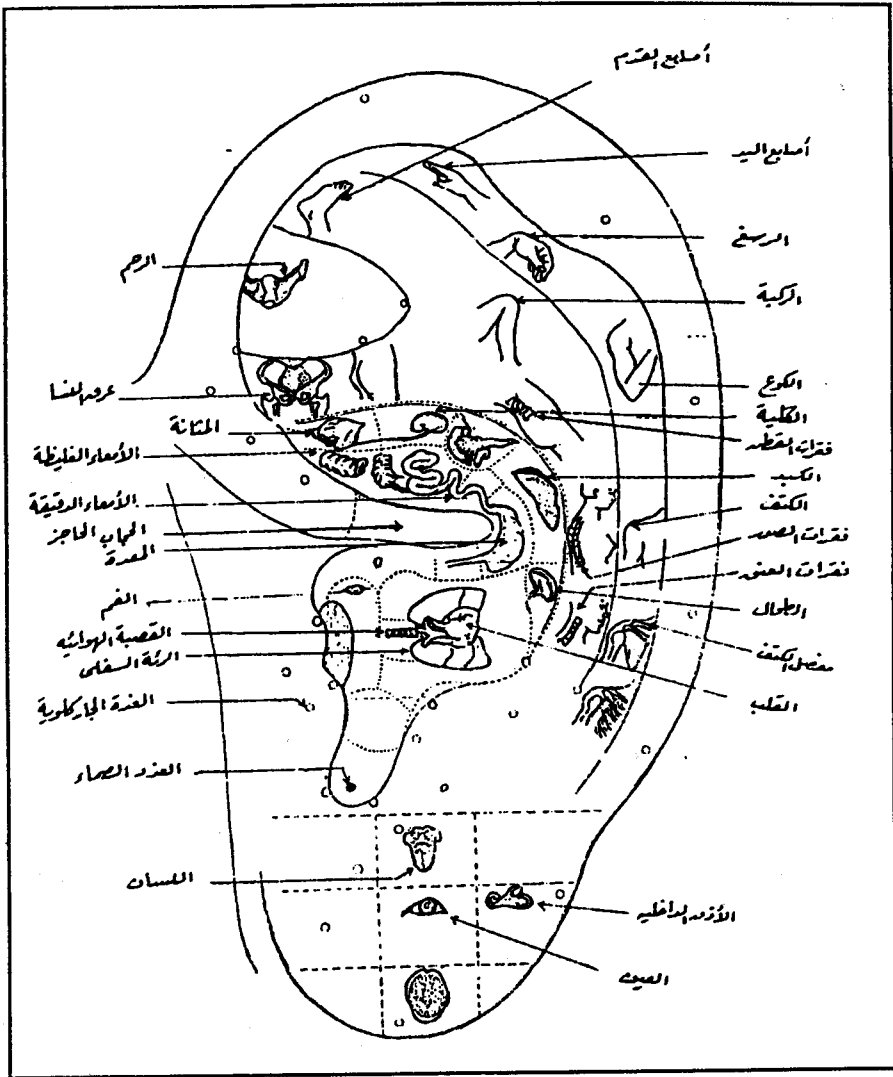 أصابع القدم
أصابع اليد
الرسغ
الركبة
الكوع
الكلية
فقرات القطن
الكبد
الكتف
فقرات الصدر
فقرات العنق
الطحال
مفصل الكتف
القلب
الأذن الداخلية
العين
الرحم
عرق النسا
المثانة
الأمعاء الغليظة
الأمعاء الدقيقة
الحجاب الحاجز
المعدة
الفم
القصبة الهوائية
الرئة السفلى
الغدة
الغدد الصماء
اللسان